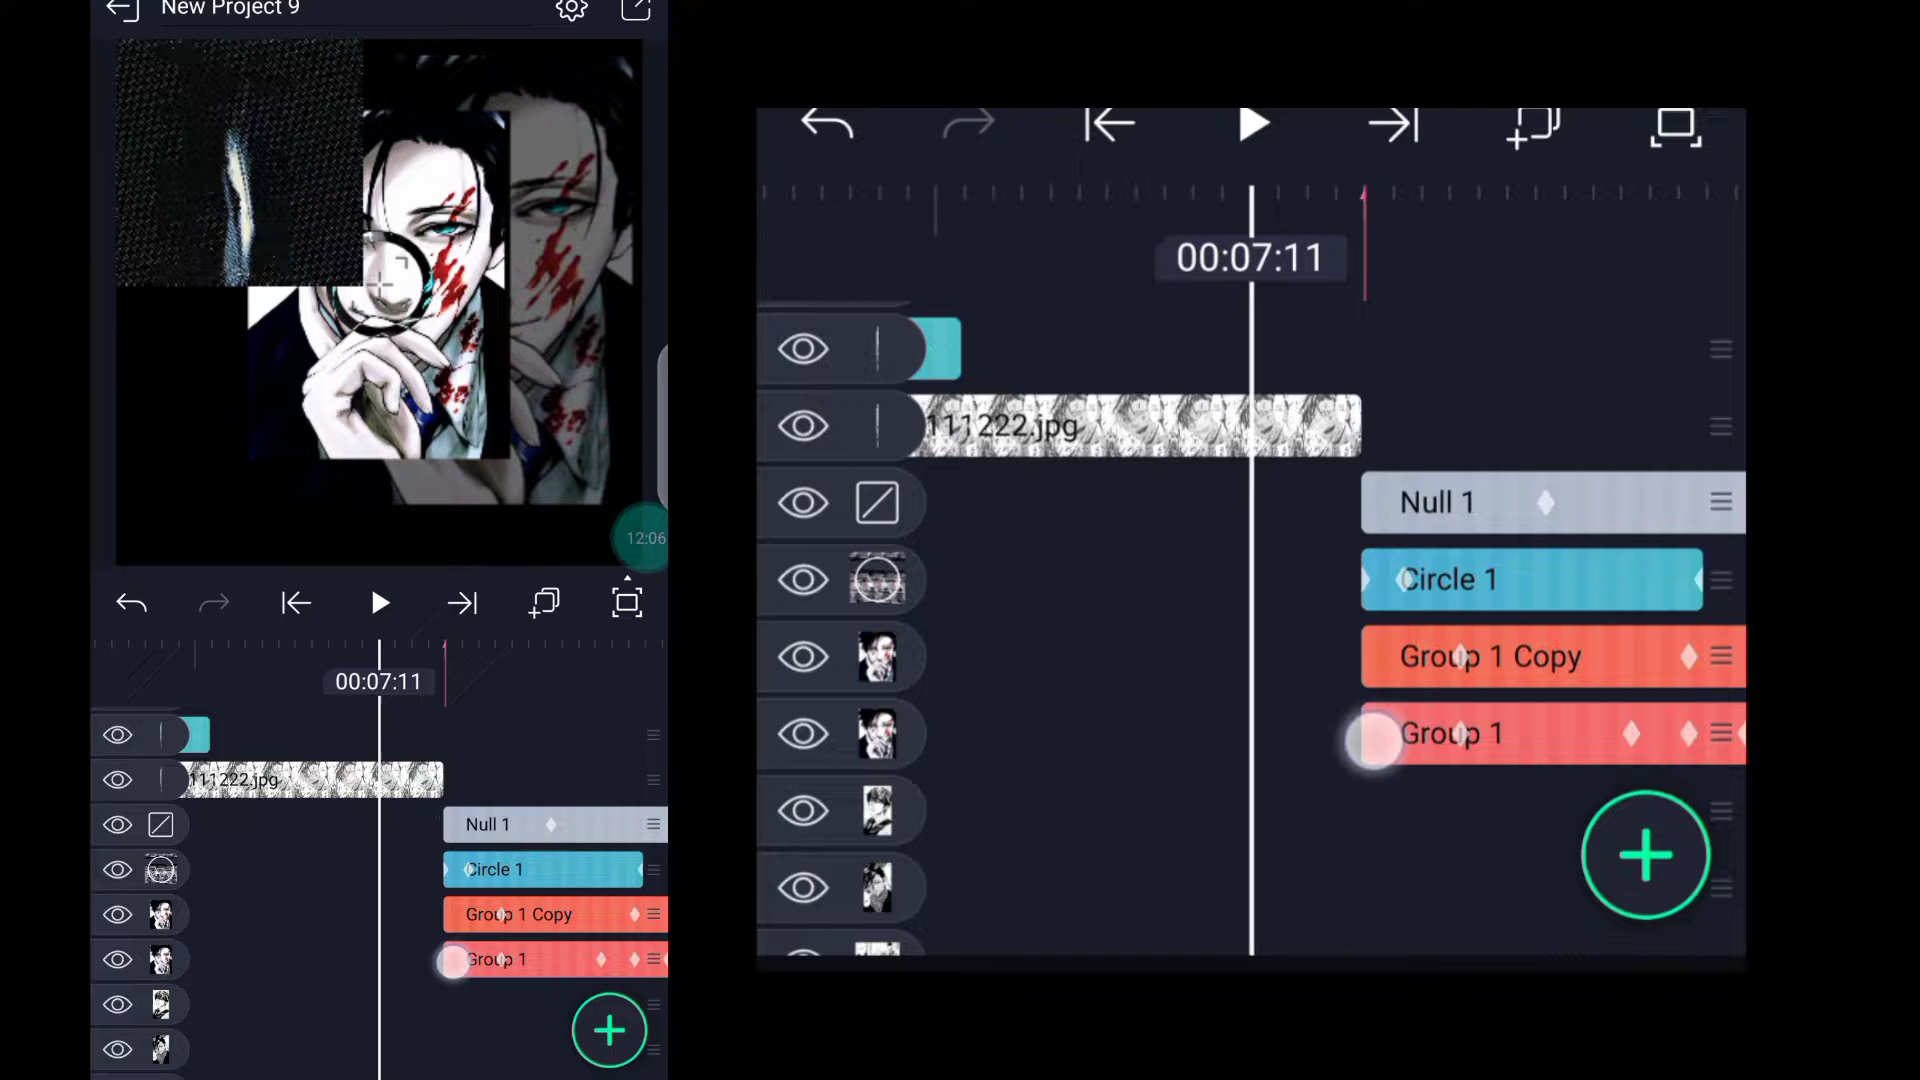 New Project 9
12:06
00:07:11
111222.jpg
Null 1
Circle 1
Group 1 Copy
Group 1
00:07:11
111222.jpg
Null 1
Circle 1
Group 1 Copy
Group 1